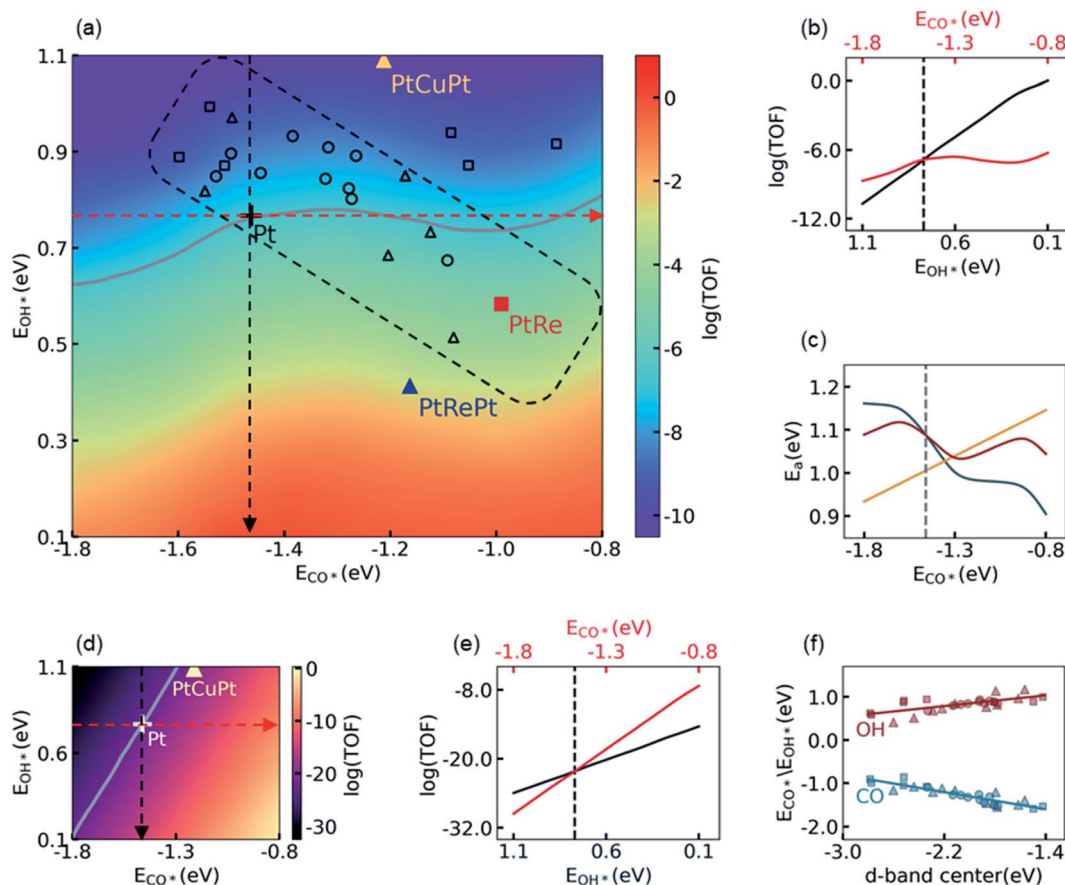 (a)
1.1
0.9
0.7
0.5
0.3
0.1
E_OH*(eV)
PtCuPt
Pt
PtRe
PtRePt
-1.8
-1.6
-1.4
-1.2
-1.0
-0.8
E_CO*(eV)
0
-2
-4
-6
-8
-10
log(TOF)
(b)
E_CO*(eV)
-1.8
-1.3
-0.8
0.0
-6.0
-12.0
log(TOF)
1.1
0.6
0.1
E_OH*(eV)
(c)
1.2
1.1
1.0
0.9
E_a(eV)
-1.8
-1.3
-0.8
E_CO*(eV)
(d)
1.1
0.6
0.1
E_OH*(eV)
PtCuPt
Pt
-1.8
-1.3
-0.8
E_CO*(eV)
0
-10
-20
-30
log(TOF)
(e)
E_CO*(eV)
-1.8
-1.3
-0.8
-8.0
-20.0
-32.0
log(TOF)
1.1
0.6
0.1
E_OH*(eV)
(f)
1.0
0.0
-1.0
-2.0
E_CO*\E_OH*(eV)
OH
CO
-3.0
-2.2
-1.4
d-band center(eV)